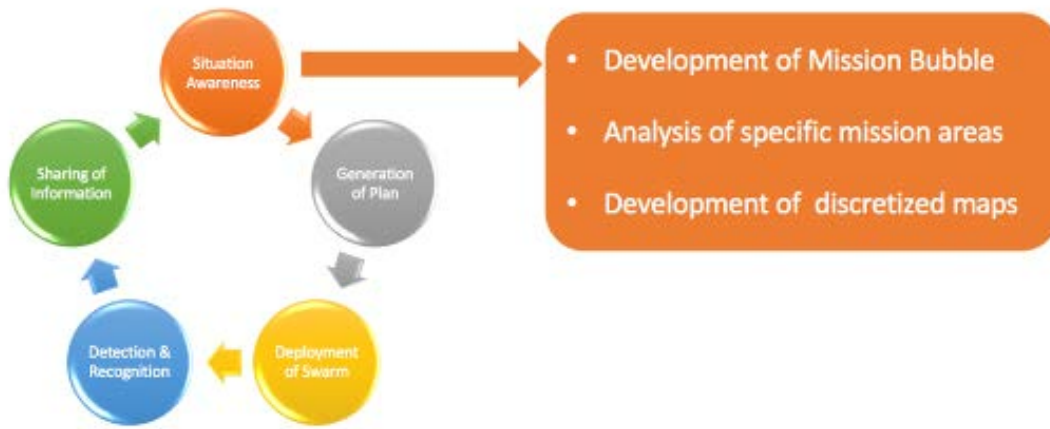 Situation
Awareness
Generation
of Plan
Deployment
of Swarm
Detection &
Recognition
Sharing of
Information
• Development of Mission Bubble
• Analysis of specific mission areas
• Development of discretized maps